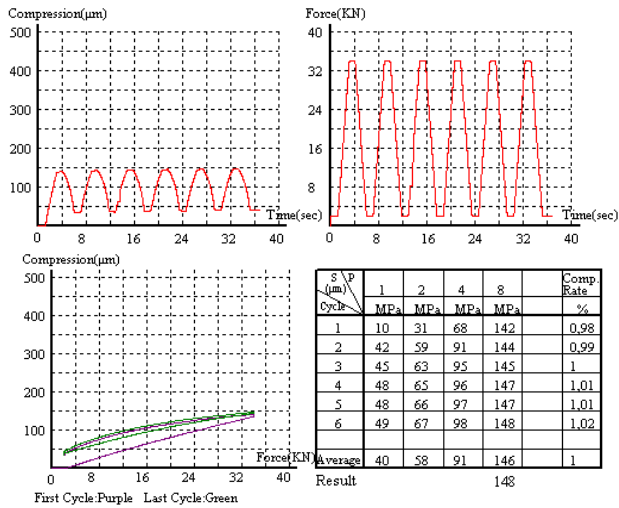 Compression(μm)
500
400
300
200
100
0 8 16 24 32 40
Time(sec)
Force(KN)
40
32
24
16
8
0 8 16 24 32 40
Time(sec)
Compression(μm)
500
400
300
200
100
0 8 16 24 32 40
Force(KN)
First Cycle:Purple Last Cycle:Green
S (μm) P 1 2 4 8 Comp. Rate
Cycle MPa MPa MPa MPa %
1 10 31 68 142 0,98
2 42 59 91 144 0,99
3 45 63 95 145 1
4 48 65 96 147 1,01
5 48 66 97 147 1,01
6 49 67 98 148 1,02
Average 40 58 91 146 1
Result 148